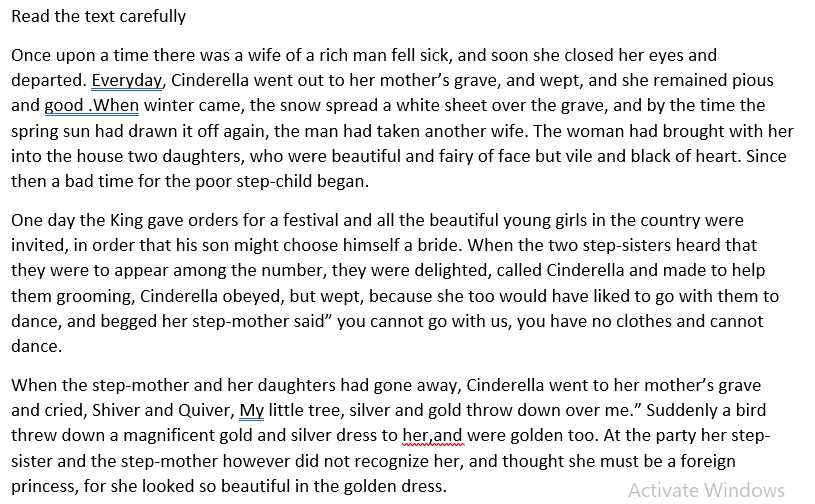 Read the text carefully
Once upon a time there was a wife of a rich man fell sick, and soon she closed her eyes and
departed. Everyday, Cinderella went out to her mother’s grave, and wept, and she remained pious
and good .When winter came, the snow spread a white sheet over the grave, and by the time the
spring sun had drawn it off again, the man had taken another wife. The woman had brought with her
into the house two daughters, who were beautiful and fairy of face but vile and black of heart. Since
then a bad time for the poor step-child began.
One day the King gave orders for a festival and all the beautiful young girls in the country were
invited, in order that his son might choose himself a bride. When the two step-sisters heard that
they were to appear among the number, they were delighted, called Cinderella and made to help
them grooming, Cinderella obeyed, but wept, because she too would have liked to go with them to
dance, and begged her step-mother said” you cannot go with us, you have no clothes and cannot
dance.
When the step-mother and her daughters had gone away, Cinderella went to her mother’s grave
and cried, Shiver and Quiver, My little tree, silver and gold throw down over me.” Suddenly a bird
threw down a magnificent gold and silver dress to her,and were golden too. At the party her step-
sister and the step-mother however did not recognize her, and thought she must be a foreign
princess, for she looked so beautiful in the golden dress.
Activate Windows